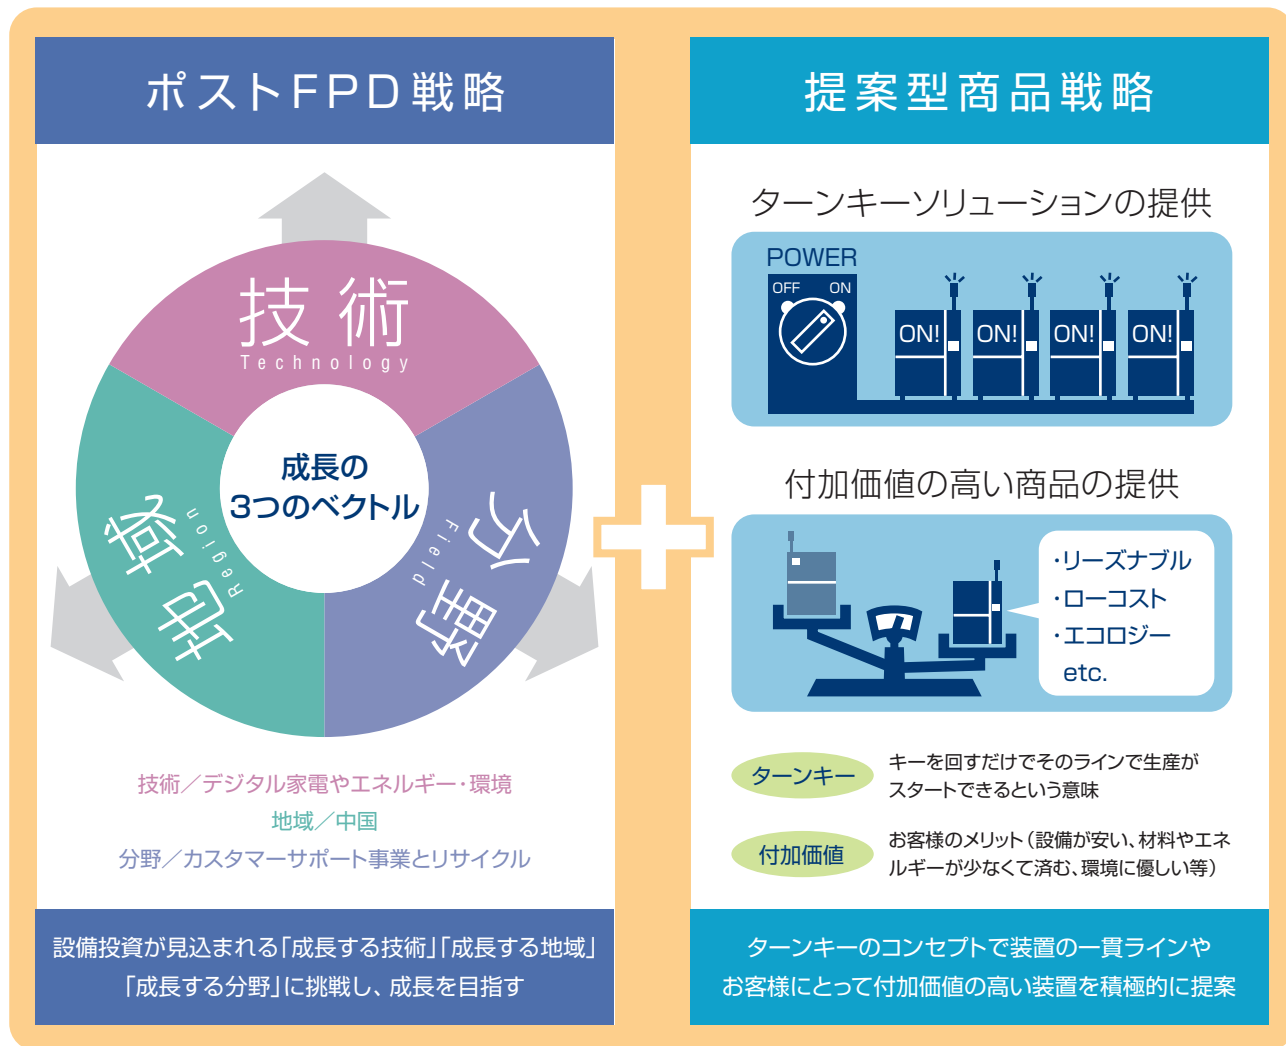 ポストFPD戦略
技術
Technology
地域
Region
分野
Field
成長の
3つのベクトル
技術／デジタル家電やエネルギー・環境
地域／中国
分野／カスタマーサポート事業とリサイクル
設備投資が見込まれる「成長する技術」「成長する地域」
「成長する分野」に挑戦し、成長を目指す
提案型商品戦略
ターンキーソリューションの提供
POWER
OFF ON
ON! ON! ON! ON!
付加価値の高い商品の提供
・リーズナブル
・ローコスト
・エコロジー
etc.
ターンキー
キーを回すだけでそのラインで生産が
スタートできるという意味
付加価値
お客様のメリット（設備が安い、材料やエネ
ルギーが少なくて済む、環境に優しい等）
ターンキーのコンセプトで装置の一貫ラインや
お客様にとって付加価値の高い装置を積極的に提案